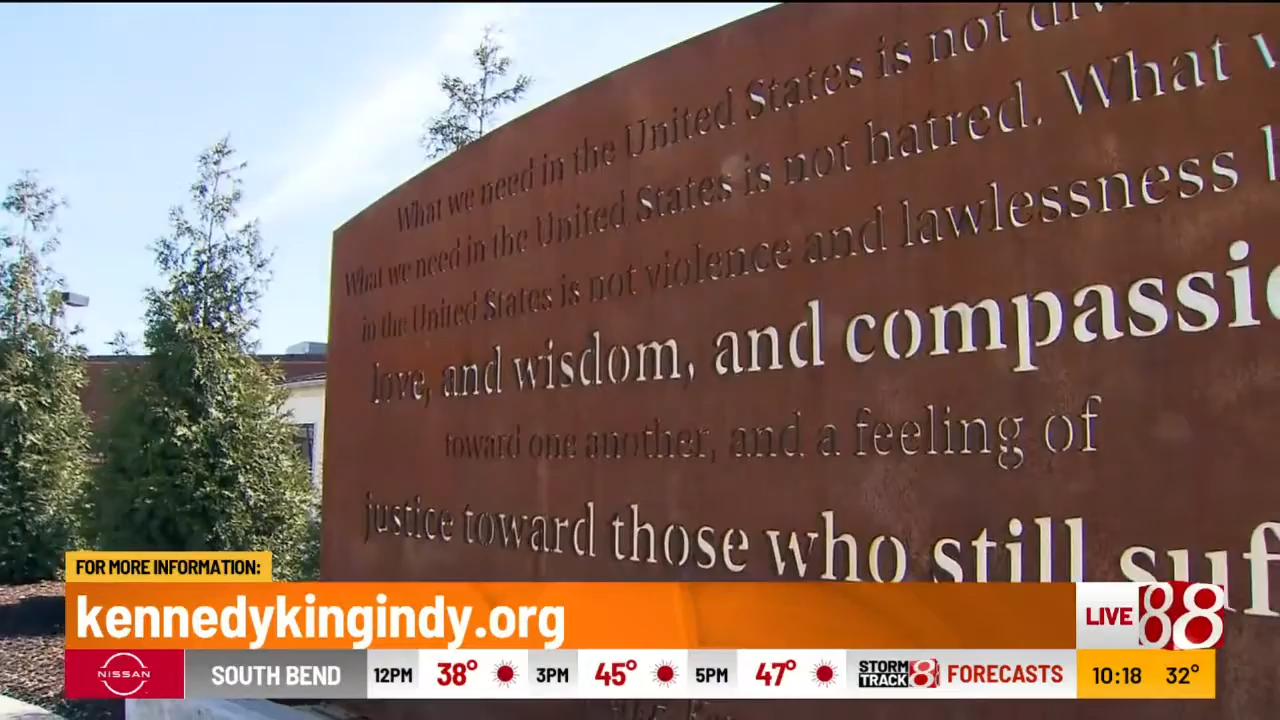 What we need in the United States is not
What we need in the United States is not hatred. What
in the United States is not violence and lawlessness
love, and wisdom, and compassio
toward one another, and a feeling of
justice toward those who still suf
FOR MORE INFORMATION:
kennedykingindy.org
LIVE 8
NISSAN SOUTH BEND 12PM 38° 3PM 45° 5PM 47° STORM TRACK 8 FORECASTS 10:18 32°